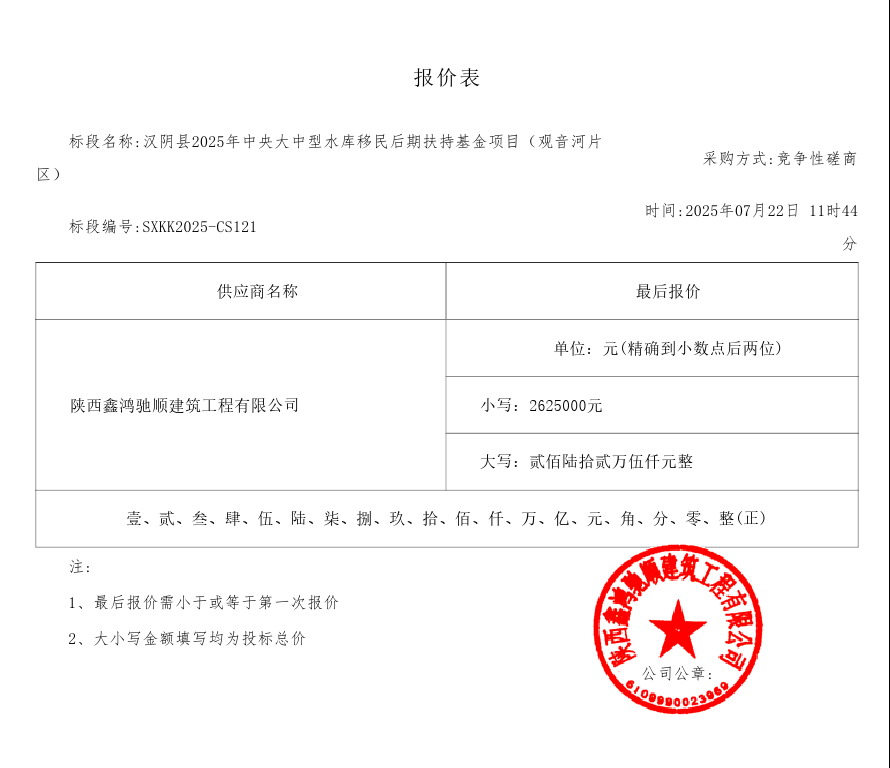 报价表
标段名称:汉阴县2025年中央大中型水库移民后期扶持基金项目（观音河片
区）
采购方式:竞争性磋商
标段编号:SXKK2025-CS121
时间:2025年07月22日 11时44
分
供应商名称
最后报价
陕西鑫鸿驰顺建筑工程有限公司
单位：元(精确到小数点后两位)
小写：2625000元
大写：贰佰陆拾贰万伍仟元整
壹、贰、叁、肆、伍、陆、柒、捌、玖、拾、佰、仟、万、亿、元、角、分、零、整(正)
注:
1、最后报价需小于或等于第一次报价
2、大小写金额填写均为投标总价
陕西鑫鸿驰顺建筑工程有限公司
公司公章: